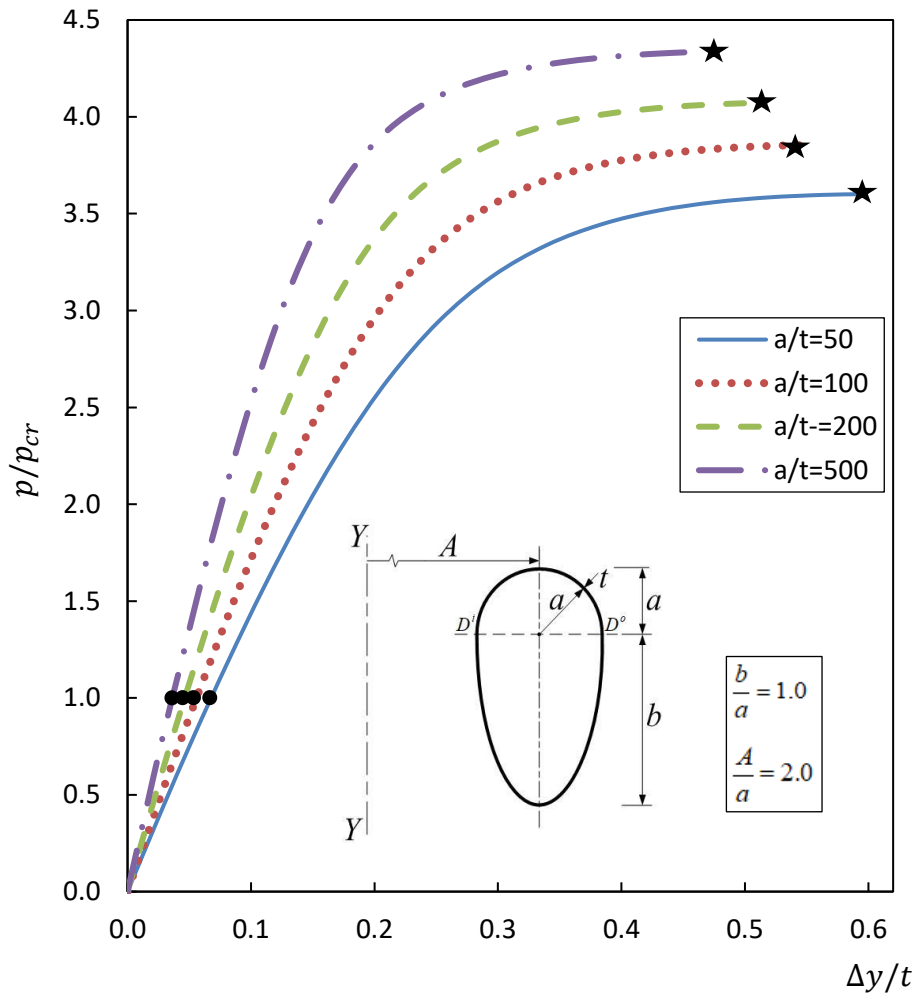 4.5
4.0
3.5
3.0
2.5
2.0
1.5
1.0
0.5
0.0
p/p_cr
0.0 0.1 0.2 0.3 0.4 0.5 0.6
Δy/t
a/t=50
a/t=100
a/t-=200
a/t=500
Y
A
t
a
a
D^i
D^o
b
Y
b/a = 1.0
A/a = 2.0